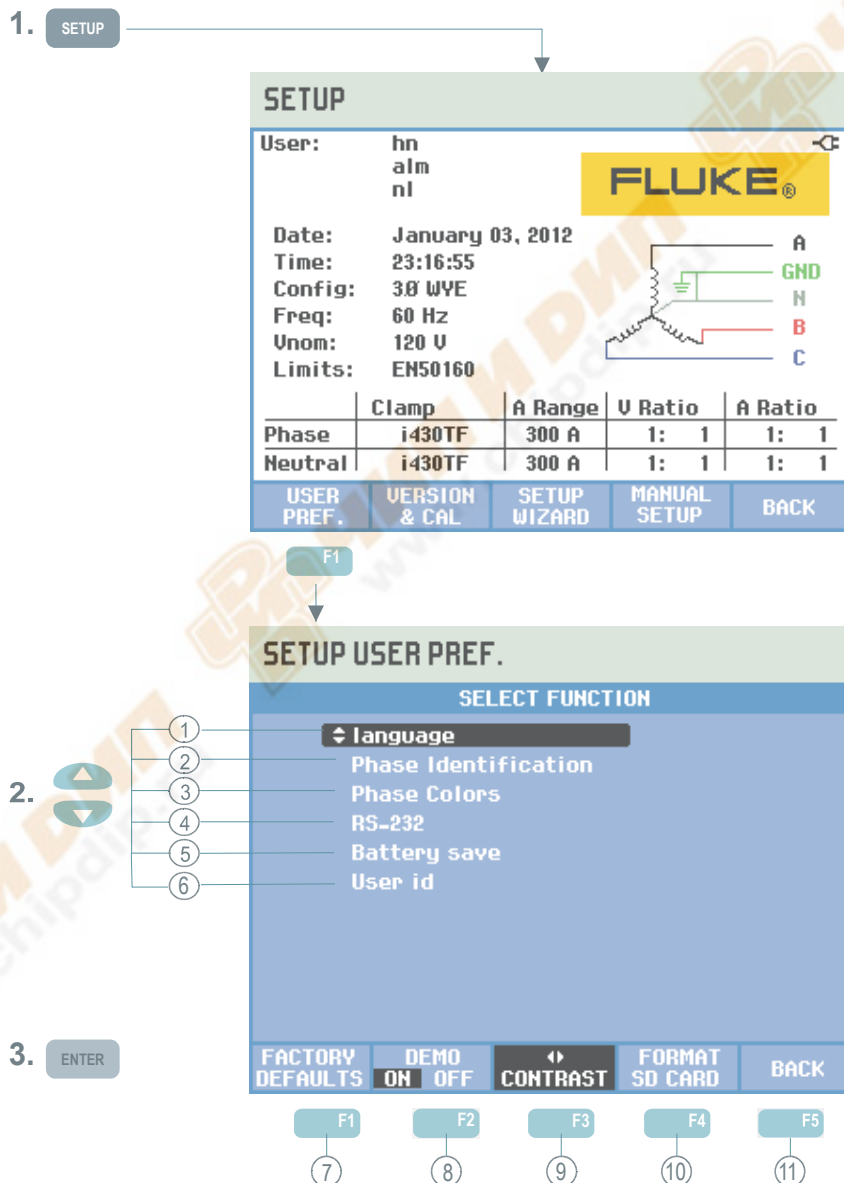 1. SETUP
SETUP
User: hn
alm
nl
FLUKE®
Date: January 03, 2012
Time: 23:16:55
Config: 3Ø WYE
Freq: 60 Hz
Vnom: 120 V
Limits: EN50160
A
GND
N
B
C
Clamp A Range V Ratio A Ratio
Phase i430TF 300 A 1: 1 1: 1
Neutral i430TF 300 A 1: 1 1: 1
USER PREF. VERSION & CAL SETUP WIZARD MANUAL SETUP BACK
F1
SETUP USER PREF.
SELECT FUNCTION
1 language
2 Phase Identification
2.
3 Phase Colors
4 RS-232
5 Battery save
6 User id
3. ENTER
FACTORY DEFAULTS DEMO ON OFF CONTRAST FORMAT SD CARD BACK
F1 F2 F3 F4 F5
7 8 9 10 11